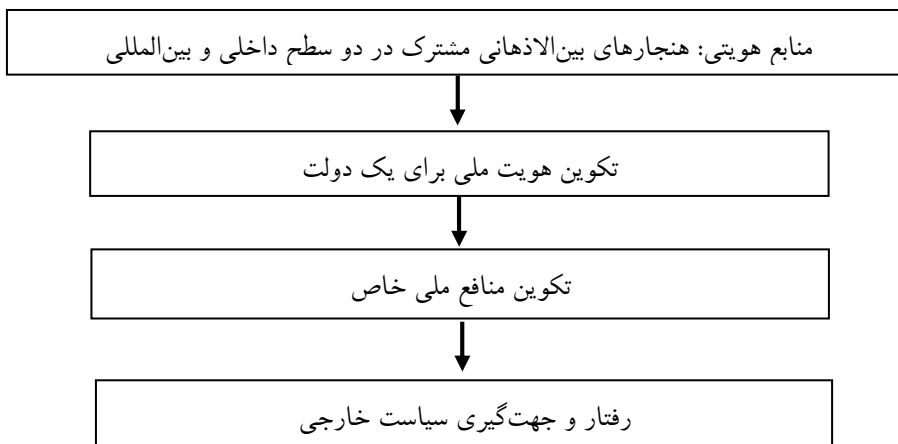 منابع هویتی: هنجارهای بین‌الاذهانی مشترک در دو سطح داخلی و بین‌المللی
تکوین هویت ملی برای یک دولت
تکوین منافع ملی خاص
رفتار و جهت‌گیری سیاست خارجی